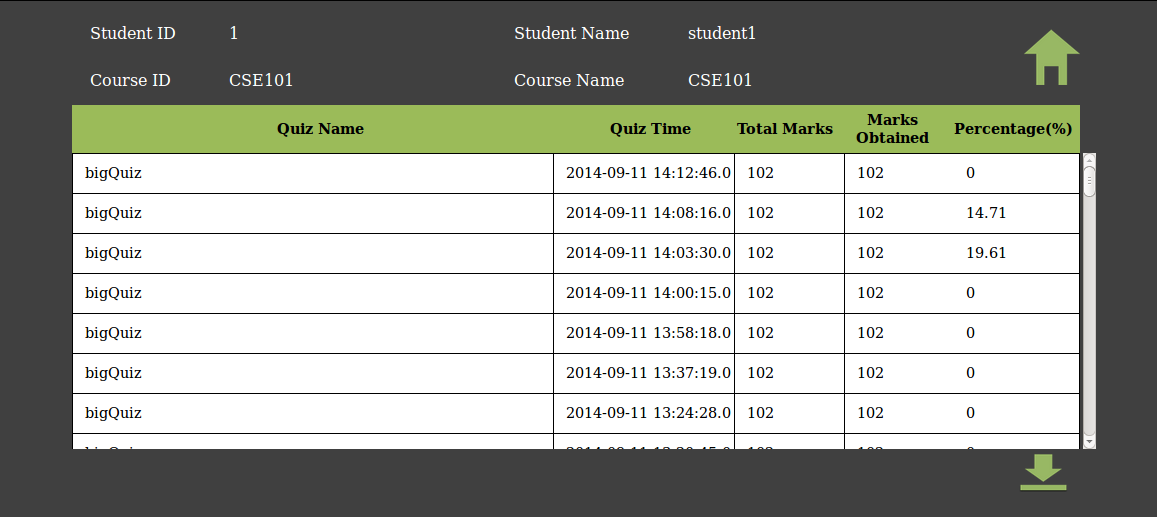 Student ID 1 Student Name student1
Course ID CSE101 Course Name CSE101
Quiz Name Quiz Time Total Marks Marks Obtained Percentage(%)
bigQuiz 2014-09-11 14:12:46.0 102 102 0
bigQuiz 2014-09-11 14:08:16.0 102 102 14.71
bigQuiz 2014-09-11 14:03:30.0 102 102 19.61
bigQuiz 2014-09-11 14:00:15.0 102 102 0
bigQuiz 2014-09-11 13:58:18.0 102 102 0
bigQuiz 2014-09-11 13:37:19.0 102 102 0
bigQuiz 2014-09-11 13:24:28.0 102 102 0